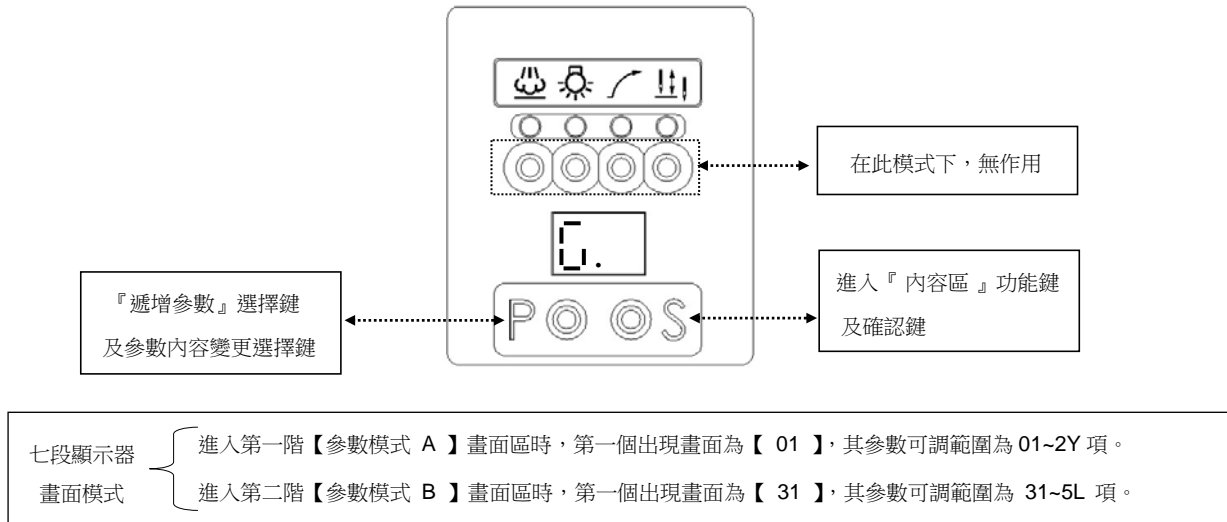 在此模式下，無作用
G.
『遞增參數』選擇鍵
及參數內容變更選擇鍵
P S
進入『 內容區 』功能鍵
及確認鍵
七段顯示器
畫面模式
進入第一階【參數模式 A 】畫面區時，第一個出現畫面為【 01 】，其參數可調範圍為 01~2Y 項。
進入第二階【參數模式 B 】畫面區時，第一個出現畫面為【 31 】，其參數可調範圍為 31~5L 項。